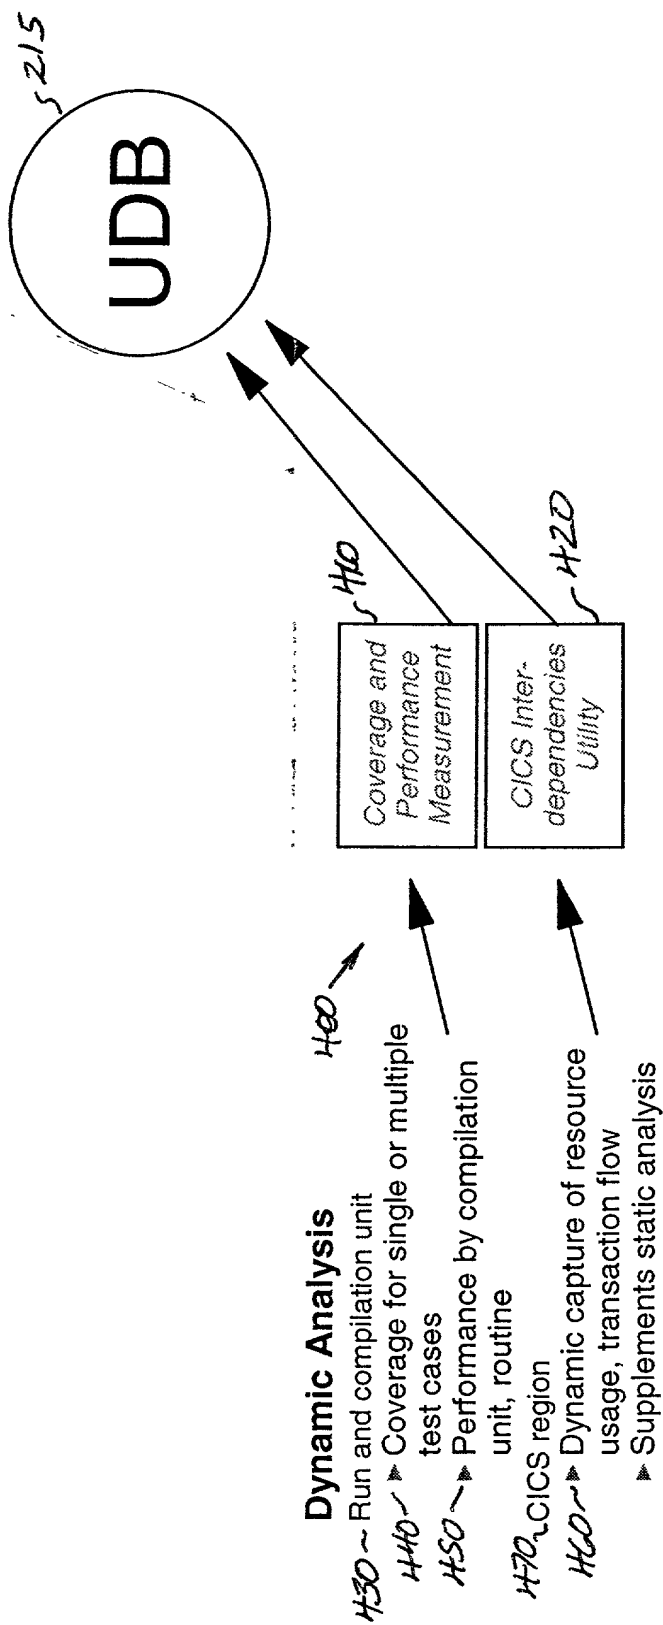 Dynamic Analysis
400
430 Run and compilation unit
440 Coverage for single or multiple
test cases
450 Performance by compilation
unit, routine
470 CICS region
460 Dynamic capture of resource
usage, transaction flow
Supplements static analysis
Coverage and
Performance
Measurement
410
CICS Inter-
dependencies
Utility
420
UDB
215